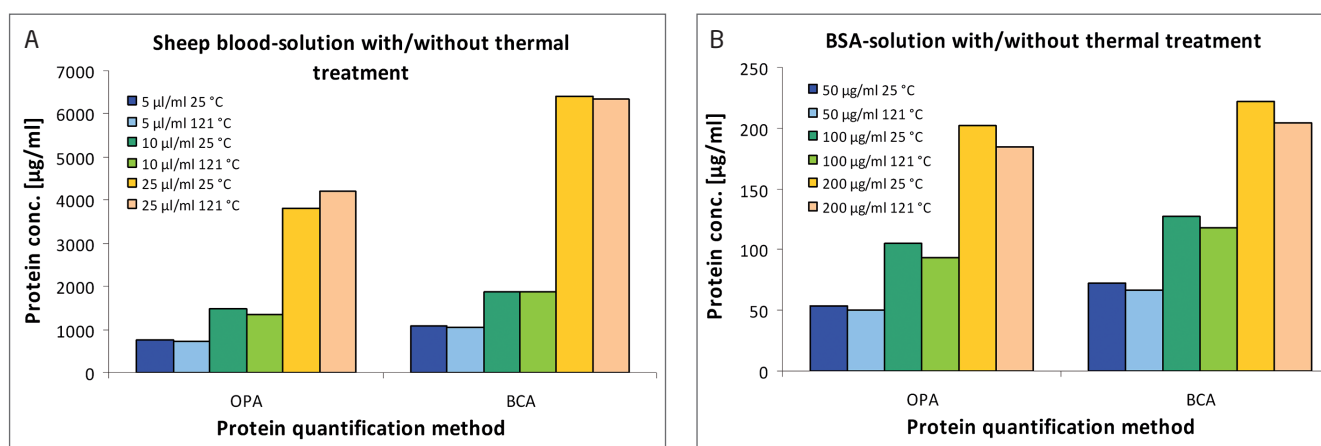 A
Sheep blood-solution with/without thermal
treatment
7000
6000
5000
4000
3000
2000
1000
0
Protein conc. [µg/ml]
5 µl/ml 25 °C
5 µl/ml 121 °C
10 µl/ml 25 °C
10 µl/ml 121 °C
25 µl/ml 25 °C
25 µl/ml 121 °C
OPA
BCA
Protein quantification method
B
BSA-solution with/without thermal treatment
250
200
150
100
50
0
Protein conc. [µg/ml]
50 µg/ml 25 °C
50 µg/ml 121 °C
100 µg/ml 25 °C
100 µg/ml 121 °C
200 µg/ml 25 °C
200 µg/ml 121 °C
OPA
BCA
Protein quantification method